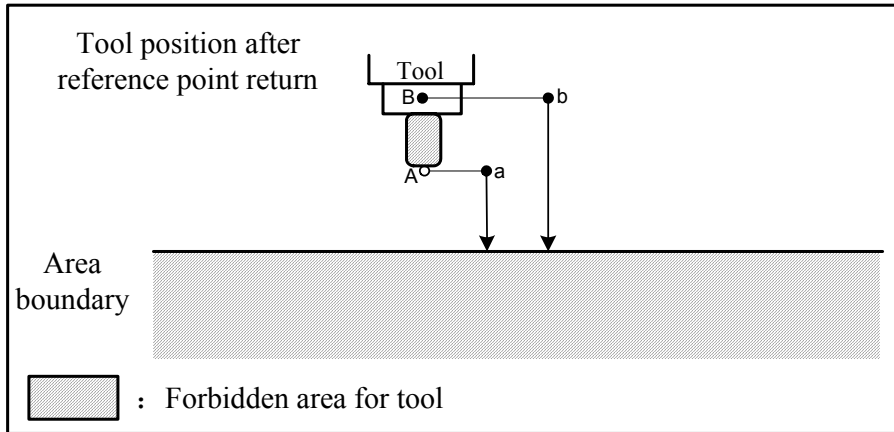 Tool position after
reference point return
Tool
B
b
A
a
Area
boundary
: Forbidden area for tool